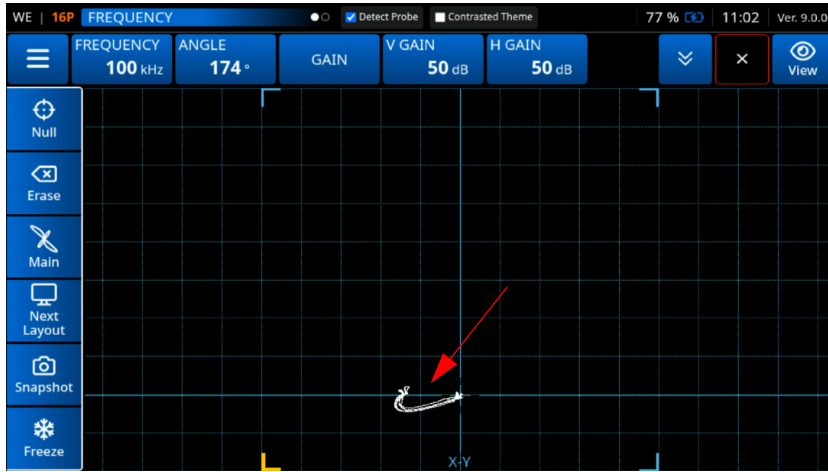 WE | 16P FREQUENCY Detect Probe Contrasted Theme 77 % 11:02 Ver. 9.0.0
FREQUENCY
100 kHz
ANGLE
174 °
GAIN
V GAIN
50 dB
H GAIN
50 dB
View
Null
Erase
Main
Next
Layout
Snapshot
Freeze
X-Y